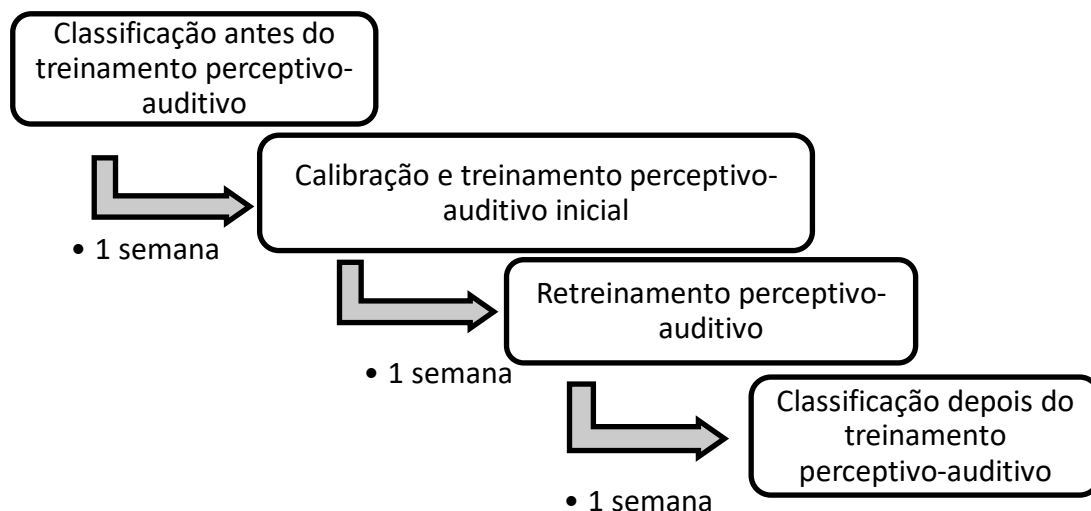 Classificação antes do
treinamento perceptivo-
auditivo
Calibração e treinamento perceptivo-
auditivo inicial
• 1 semana
Retreinamento perceptivo-
auditivo
• 1 semana
Classificação depois do
treinamento
perceptivo-auditivo
• 1 semana